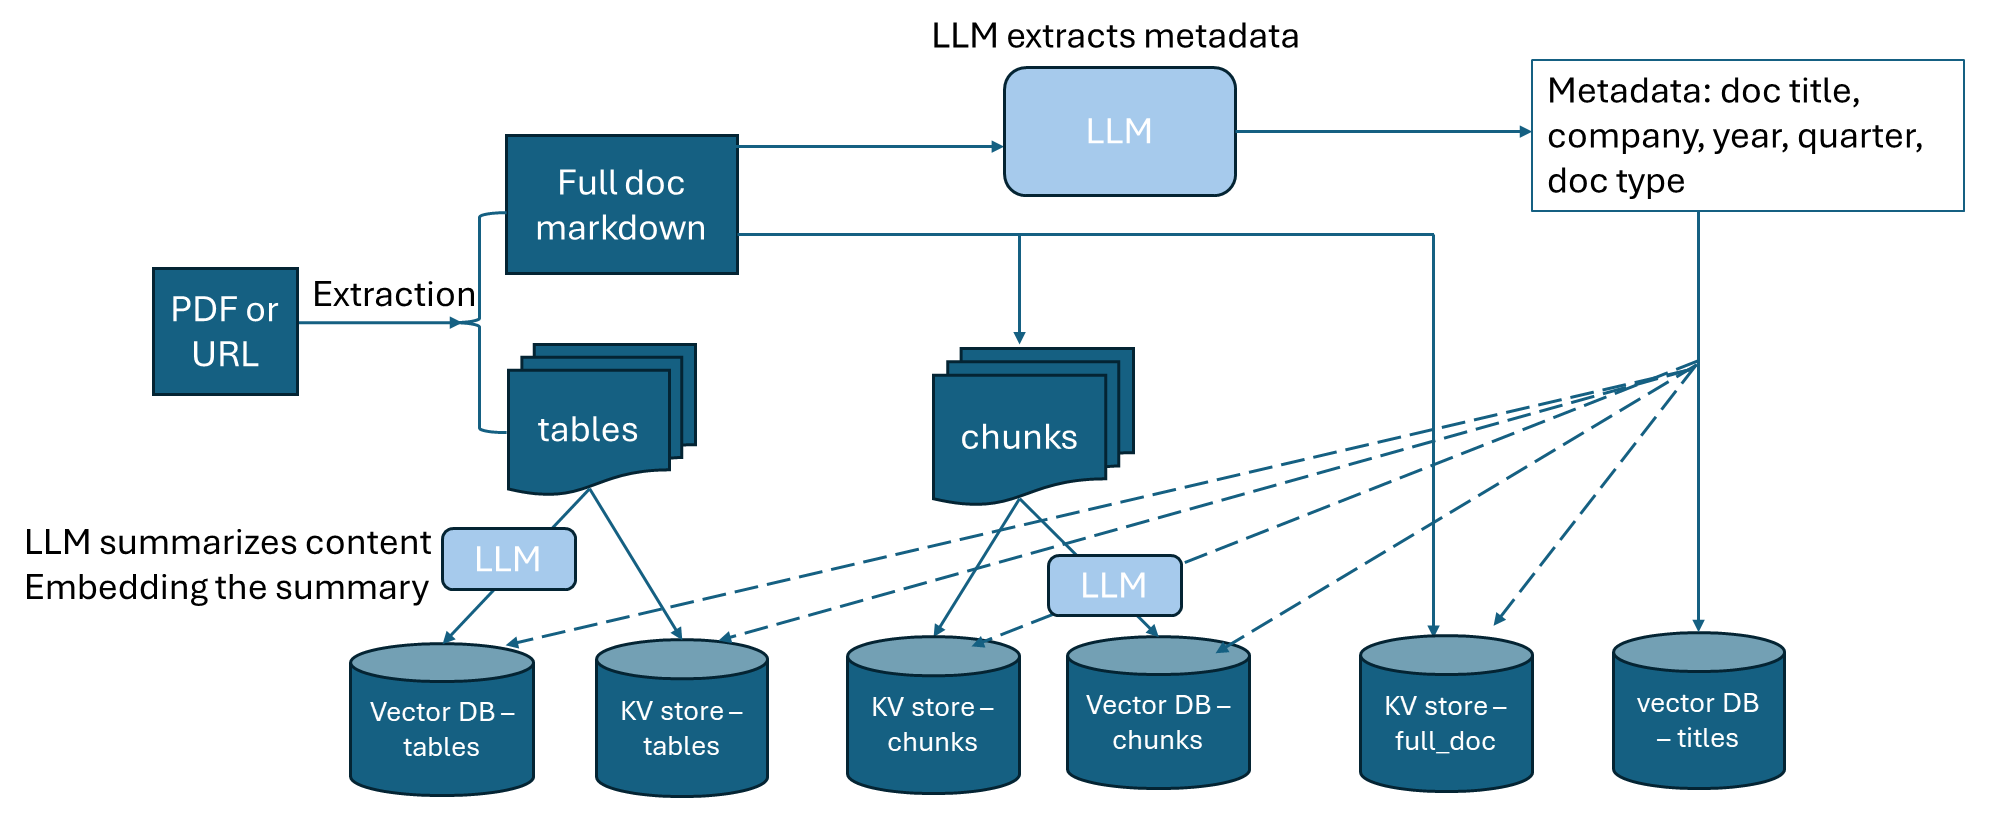 LLM extracts metadata
LLM
Metadata: doc title,
company, year, quarter,
doc type
Full doc
markdown
PDF or
URL
Extraction
tables
chunks
LLM summarizes content
Embedding the summary
LLM
LLM
Vector DB –
tables
KV store –
tables
KV store –
chunks
Vector DB –
chunks
KV store –
full_doc
vector DB
– titles